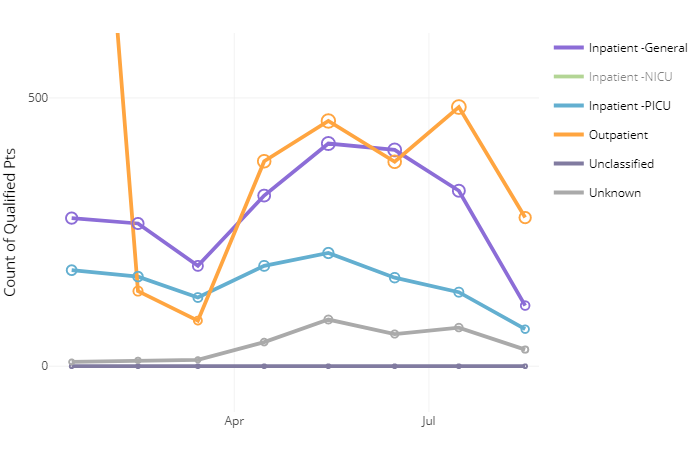 Count of Qualified Pts
500
0
Apr
Jul
Inpatient -General
Inpatient -NICU
Inpatient -PICU
Outpatient
Unclassified
Unknown